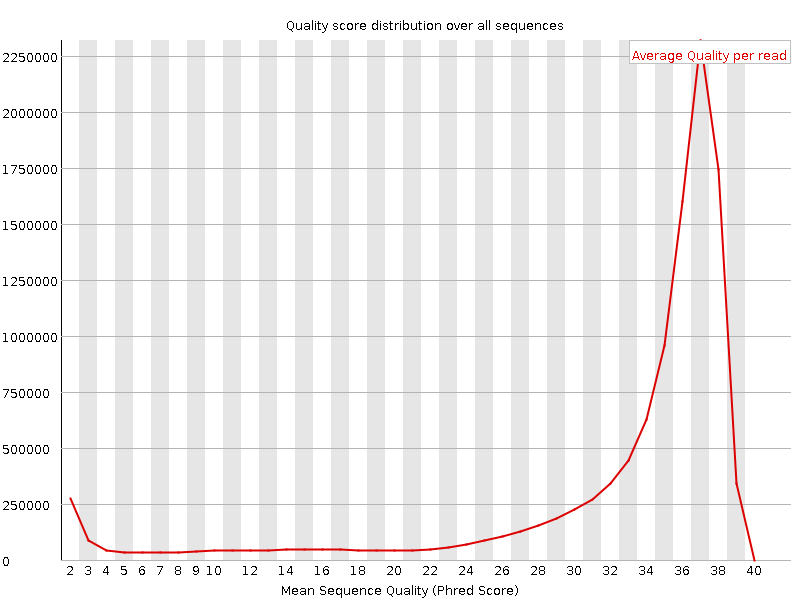 Quality score distribution over all sequences
Average Quality per read
2250000
2000000
1750000
1500000
1250000
1000000
750000
500000
250000
0
2 3 4 5 6 7 8 9 10 12 14 16 18 20 22 24 26 28 30 32 34 36 38 40
Mean Sequence Quality (Phred Score)